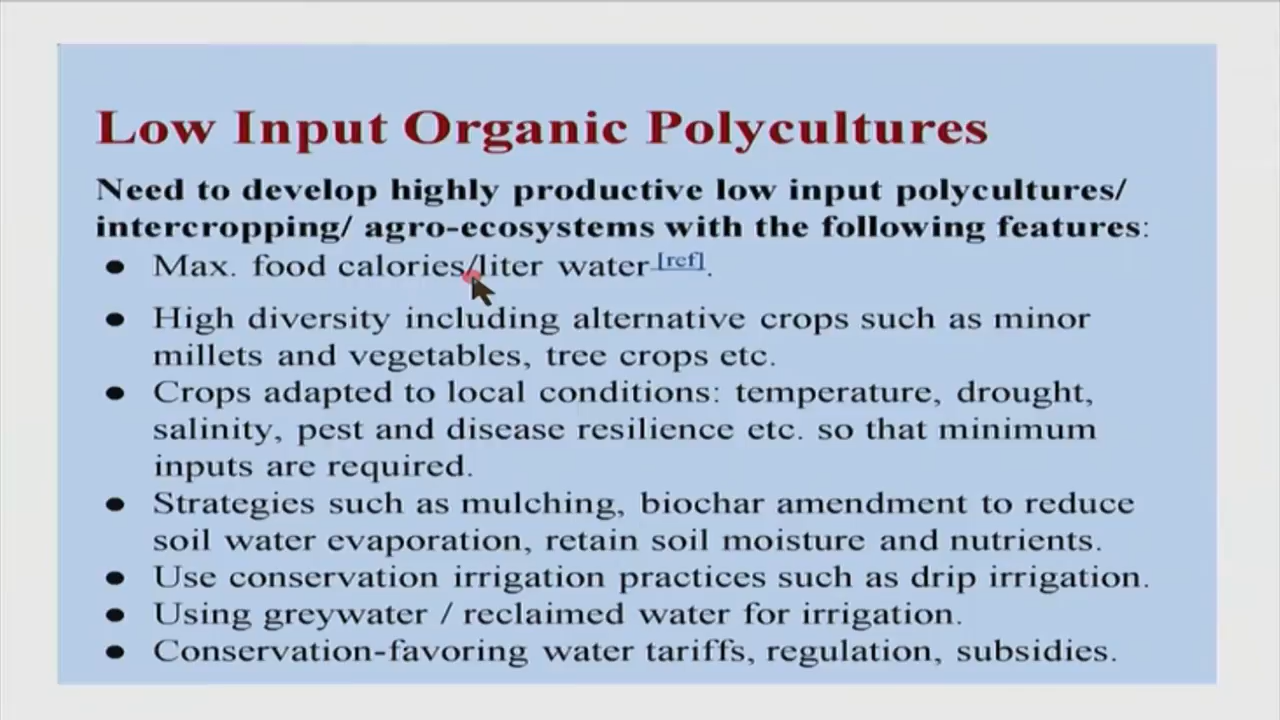 Low Input Organic Polycultures
Need to develop highly productive low input polycultures/
intercropping/ agro-ecosystems with the following features:
● Max. food calories/liter water [ref].
● High diversity including alternative crops such as minor
millets and vegetables, tree crops etc.
● Crops adapted to local conditions: temperature, drought,
salinity, pest and disease resilience etc. so that minimum
inputs are required.
● Strategies such as mulching, biochar amendment to reduce
soil water evaporation, retain soil moisture and nutrients.
● Use conservation irrigation practices such as drip irrigation.
● Using greywater / reclaimed water for irrigation.
● Conservation-favoring water tariffs, regulation, subsidies.